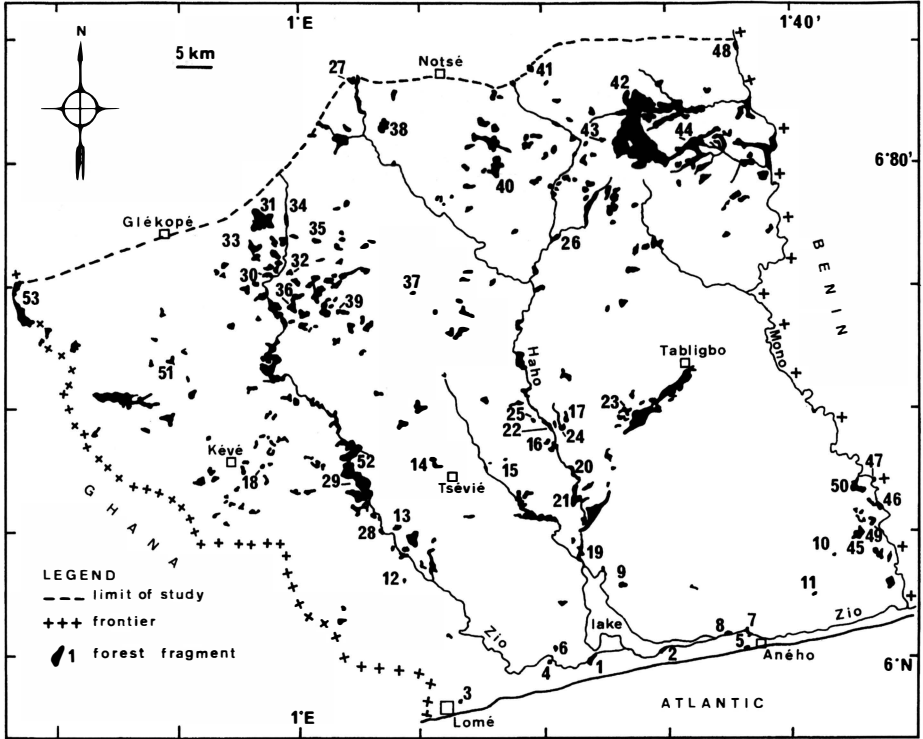 1°E
1°40'
N
5 km
Notsé
48
27
41
42
38
43
44
6°80'
40
31
34
Glékopé
35
33
26
BENIN
32
30
36
37
53
39
Haho
Mono
Tabligbo
51
23
25
17
22
24
16
Kévé
52
14
15
20
47
18
29
Tsévié
21
50
46
GHANA
13
28
49
10
45
19
12
9
11
LEGEND
limit of study
+++ frontier
1 forest fragment
Zio
lake
Zio
8
7
6
5
2
Aného
4
1
6°N
3
ATLANTIC
1°E
Lomé